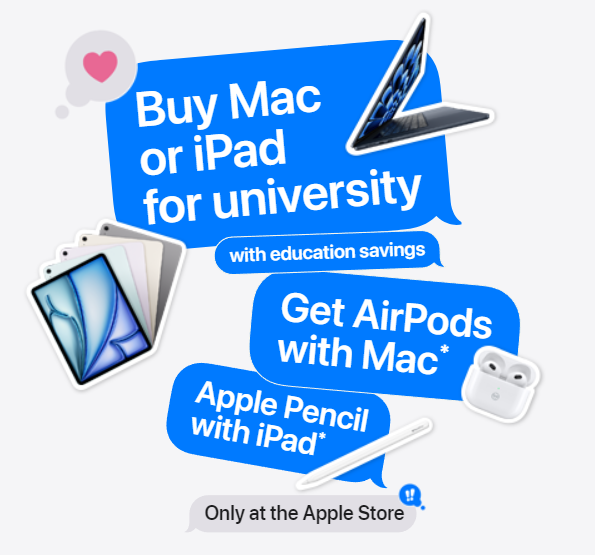 Buy Mac
or iPad
for university
with education savings
Get AirPods
with Mac*
Apple Pencil
with iPad*
!!
Only at the Apple Store